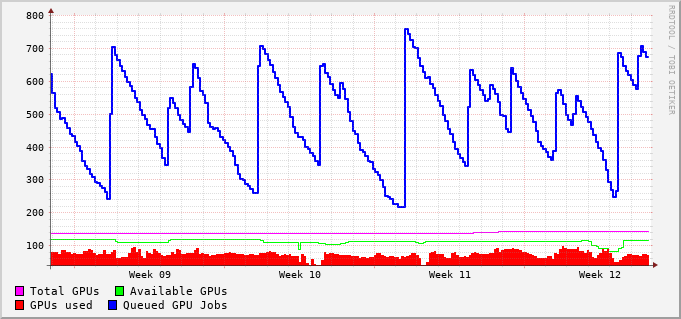 800
700
600
500
400
300
200
100
Week 09 Week 10 Week 11 Week 12
Total GPUs Available GPUs
GPUs used Queued GPU Jobs
RRDTOOL / TOBI OETIKER